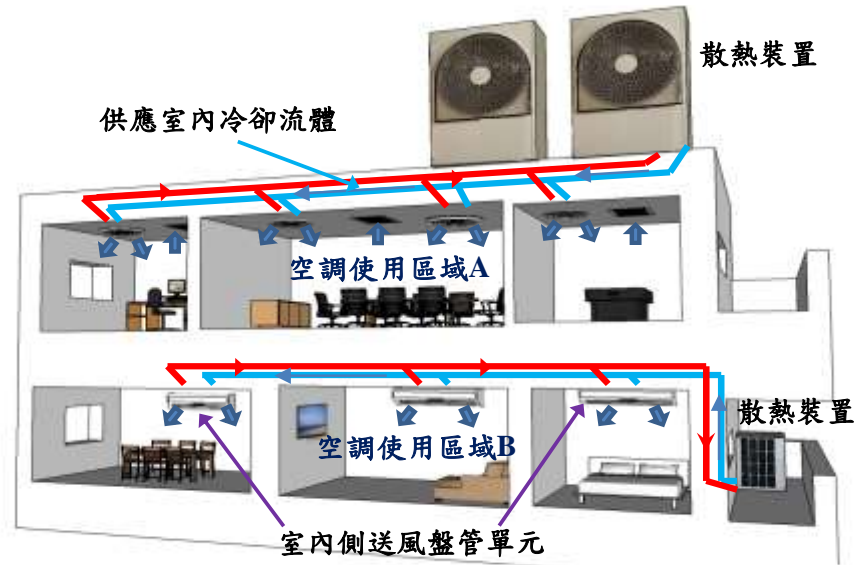 散熱裝置
供應室內冷卻流體
空調使用區域A
散熱裝置
空調使用區域B
室內側送風盤管單元